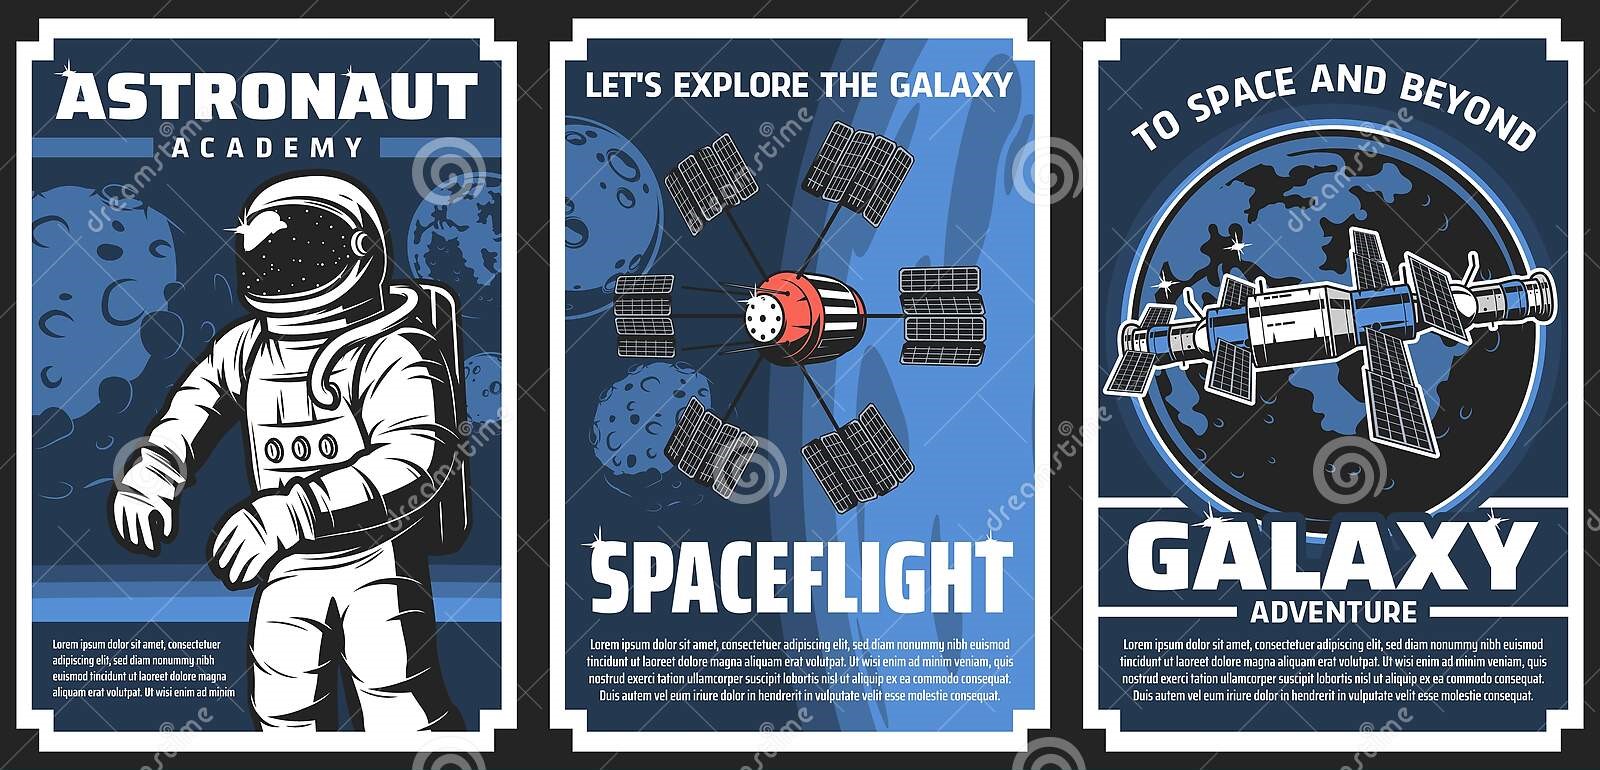 ASTRONAUT
ACADEMY
Lorem ipsum dolor sit amet, consectetuer
adipiscing elit, sed diam nonummy nibh
euismod tincidunt ut laoreet dolore magna
aliquam erat volutpat. Ut wisi enim ad minim
LET'S EXPLORE THE GALAXY
SPACEFLIGHT
Lorem ipsum dolor sit amet, consectetuer adipiscing elit, sed diam nonummy nibh euismod
tincidunt ut laoreet dolore magna aliquam erat volutpat. Ut wisi enim ad minim veniam, quis
nostrud exerci tation ullamcorper suscipit lobortis nisl ut aliquip ex ea commodo consequat.
Duis autem vel eum iriure dolor in hendrerit in vulputate velit esse molestie consequat.
TO SPACE AND BEYOND
GALAXY
ADVENTURE
Lorem ipsum dolor sit amet, consectetuer adipiscing elit, sed diam nonummy nibh euismod
tincidunt ut laoreet dolore magna aliquam erat volutpat. Ut wisi enim ad minim veniam, quis
nostrud exerci tation ullamcorper suscipit lobortis nisl ut aliquip ex ea commodo consequat.
Duis autem vel eum iriure dolor in hendrerit in vulputate velit esse molestie consequat.
dreamstime